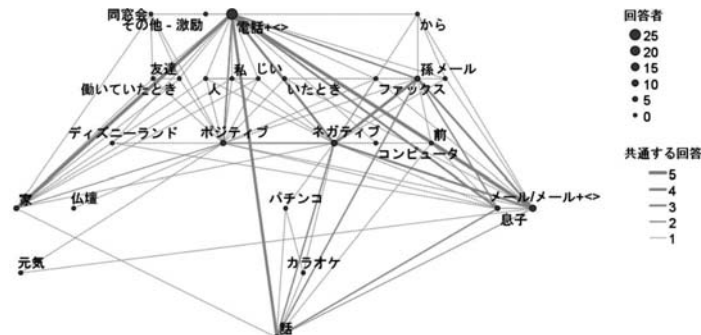 同窓会
その他 - 激励
電話+<>
から
友達
私
じい
孫 メール
働いていたとき
人
いたとき
ファックス
ディズニーランド
ポジティブ
ネガティブ
前
コンピュータ
家
仏壇
パチンコ
メール/メール+<>
息子
元気
カラオケ
話
回答者
25
20
15
10
5
0
共通する回答
5
4
3
2
1